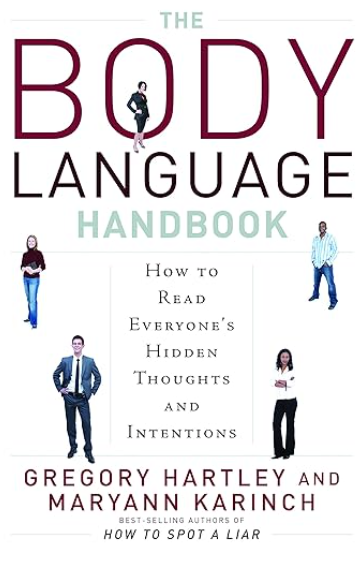 THE
BODY
LANGUAGE
HANDBOOK
HOW TO
READ
EVERYONE'S
HIDDEN
THOUGHTS
AND
INTENTIONS
GREGORY HARTLEY AND
MARYANN KARINCH
BEST-SELLING AUTHORS OF
HOW TO SPOT A LIAR